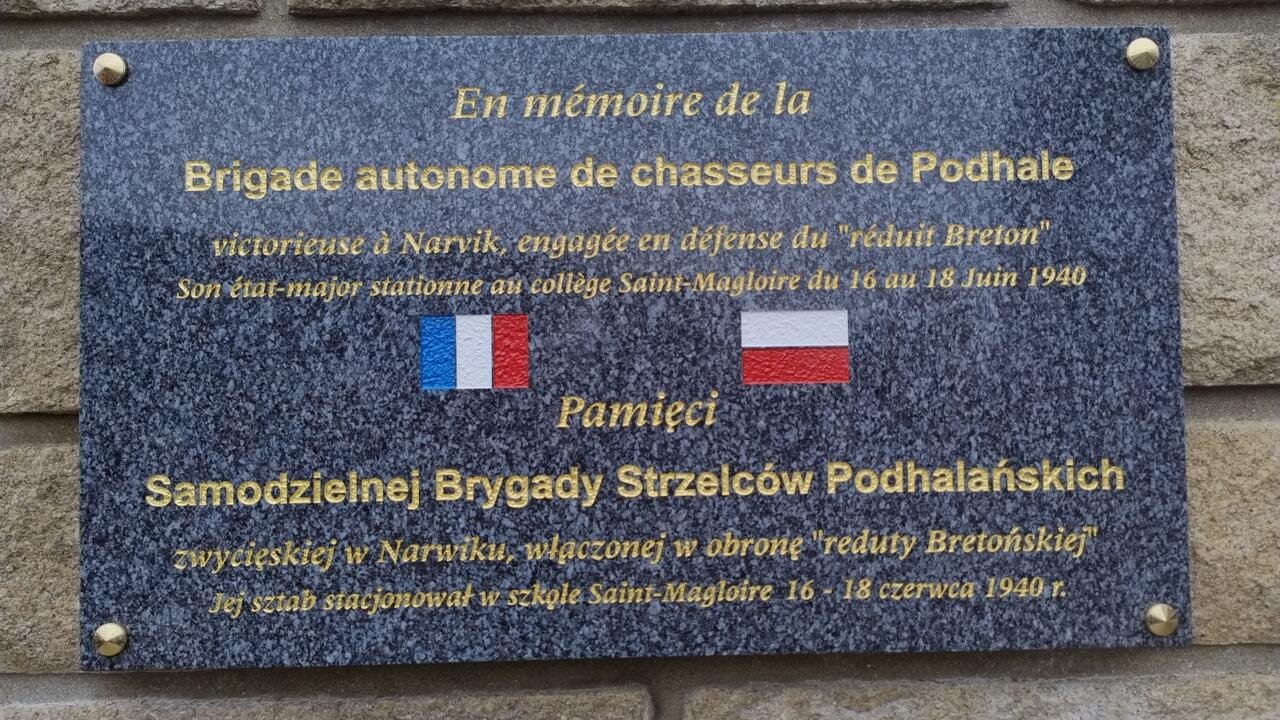 En mémoire de la
Brigade autonome de chasseurs de Podhale
victorieuse à Narvik, engagée en défense du "réduit Breton"
Son état-major stationne au collège Saint-Magloire du 16 au 18 Juin 1940
Pamięci
Samodzielnej Brygady Strzelców Podhalańskich
zwycięskiej w Narwiku, włączonej w obronę "reduty Bretońskiej"
Jej sztab stacjonował w szkole Saint-Magloire 16 - 18 czerwca 1940 r.